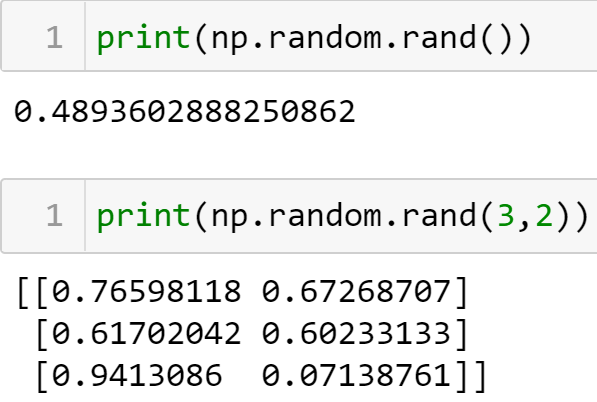 1 print(np.random.rand())
0.4893602888250862
1 print(np.random.rand(3,2))
[[0.76598118 0.67268707]
 [0.61702042 0.60233133]
 [0.9413086  0.07138761]]